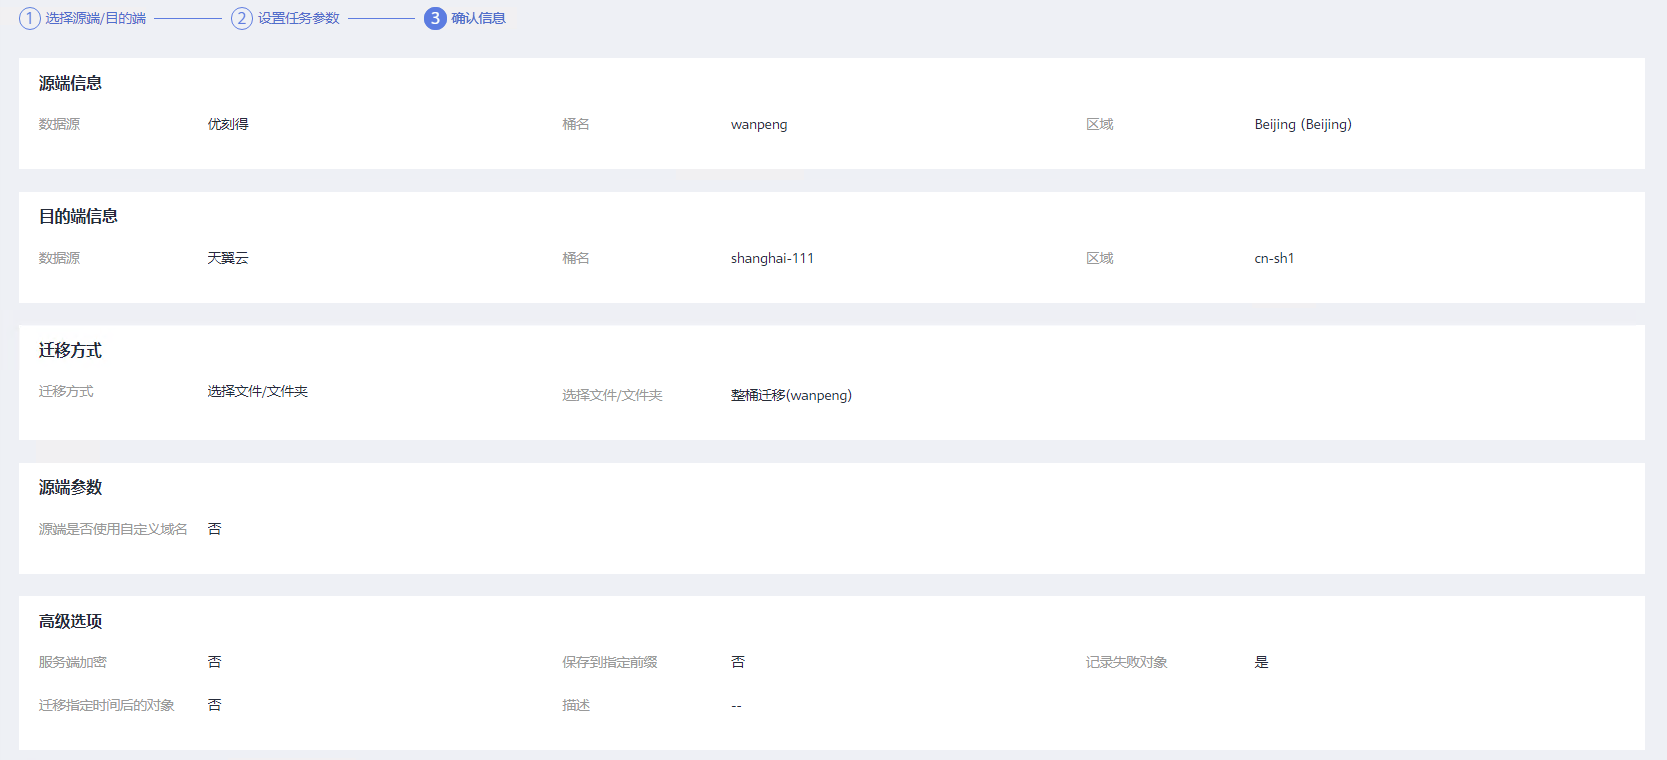 1 选择源端/目的端 2 设置任务参数 3 确认信息
源端信息
数据源 优刻得 桶名 wanpeng 区域 Beijing (Beijing)
目的端信息
数据源 天翼云 桶名 shanghai-111 区域 cn-sh1
迁移方式
迁移方式 选择文件/文件夹 选择文件/文件夹 整桶迁移(wanpeng)
源端参数
源端是否使用自定义域名 否
高级选项
服务端加密 否 保存到指定前缀 否 记录失败对象 是
迁移指定时间后的对象 否 描述 --